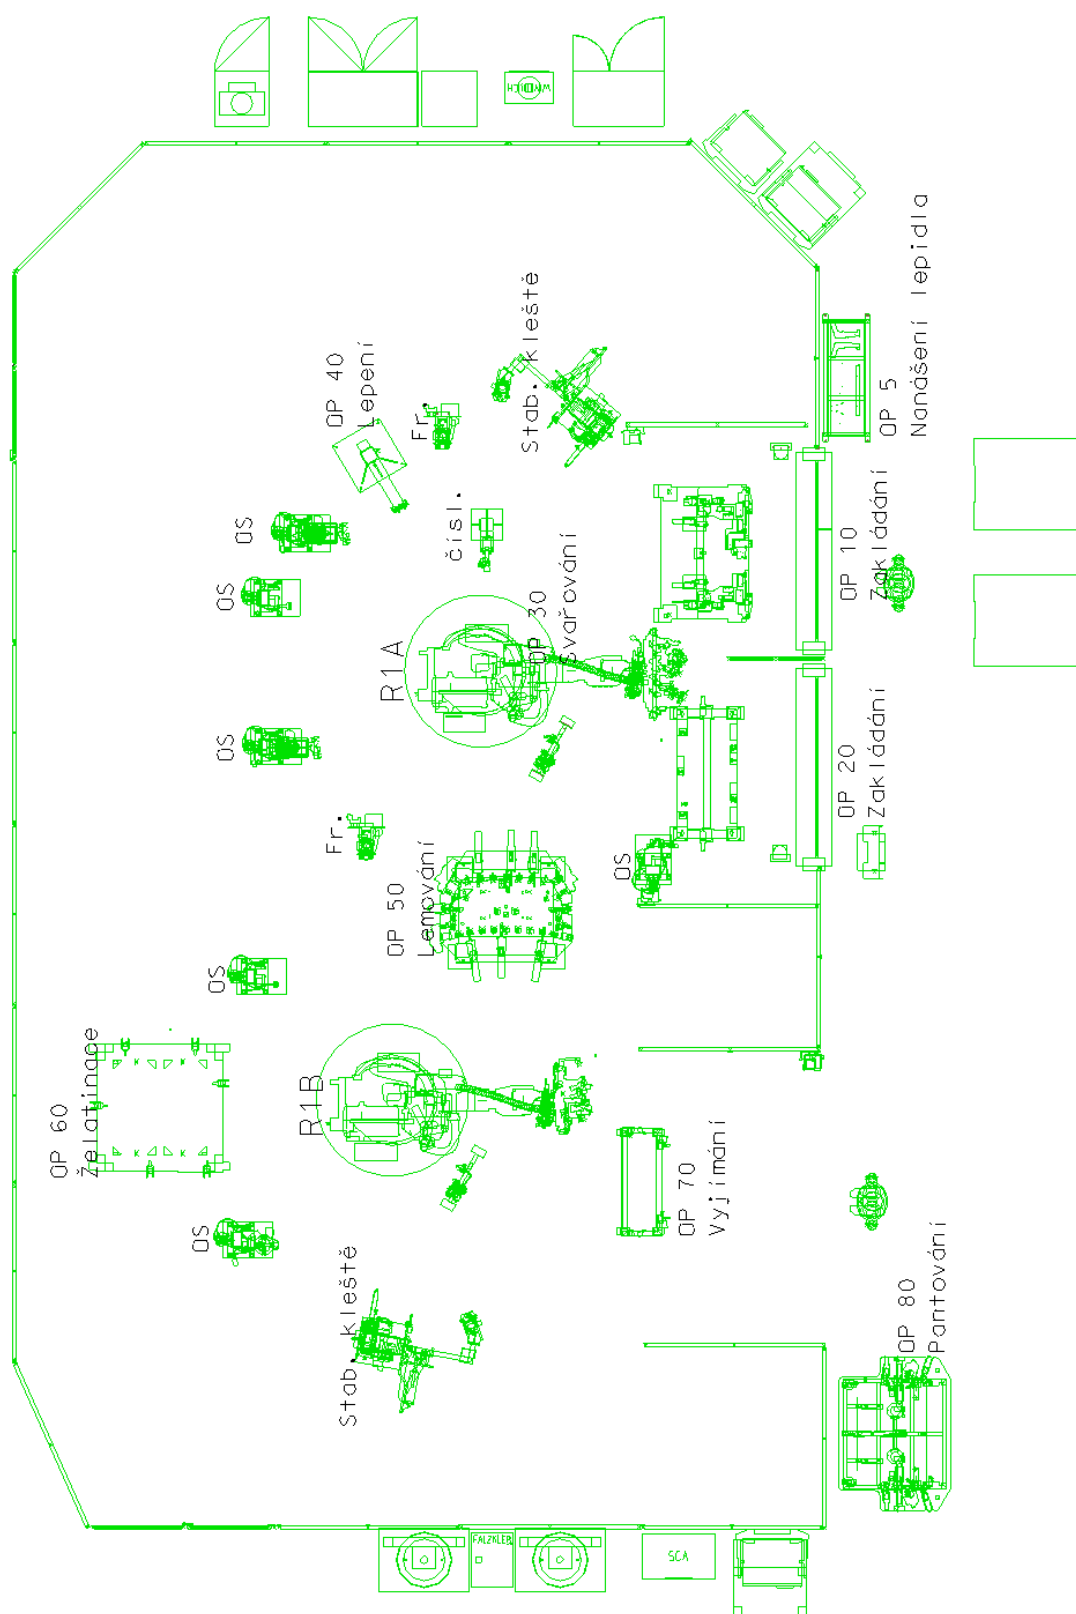 WYDRICH
OP 5
Nanášení lepidla
Stab. kleště
OP 40
Lepení
Fr.
OS
čísl.
OP 10
Zakládání
OS
OP 30
Svařování
R1A
OS
OP 20
Zakládání
Fr.
OP 50
Lemování
OS
OS
OP 60
Želatinace
R1B
OP 70
Vyjímání
OS
Stab. kleště
OP 80
Pantování
FALZKLEB
SCA